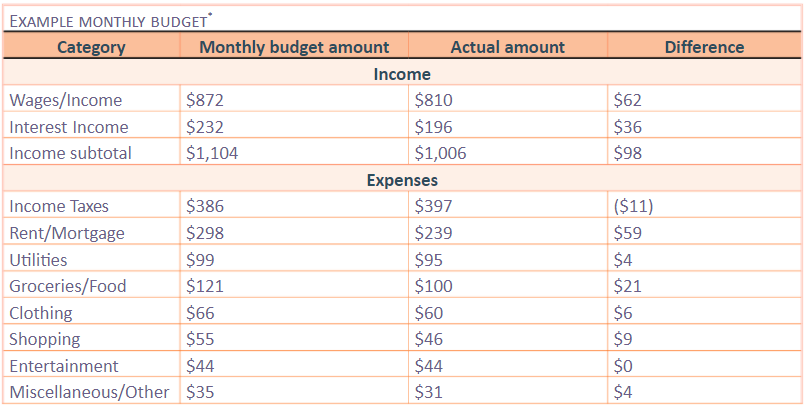 EXAMPLE MONTHLY BUDGET*
Category Monthly budget amount Actual amount Difference
Income
Wages/Income $872 $810 $62
Interest Income $232 $196 $36
Income subtotal $1,104 $1,006 $98
Expenses
Income Taxes $386 $397 ($11)
Rent/Mortgage $298 $239 $59
Utilities $99 $95 $4
Groceries/Food $121 $100 $21
Clothing $66 $60 $6
Shopping $55 $46 $9
Entertainment $44 $44 $0
Miscellaneous/Other $35 $31 $4